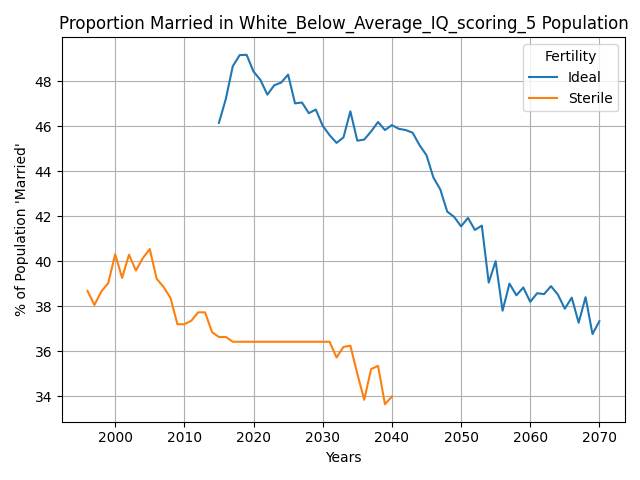 Proportion Married in White_Below_Average_IQ_scoring_5 Population
Fertility
Ideal
Sterile
% of Population 'Married'
48
46
44
42
40
38
36
34
2000
2010
2020
2030
2040
2050
2060
2070
Years